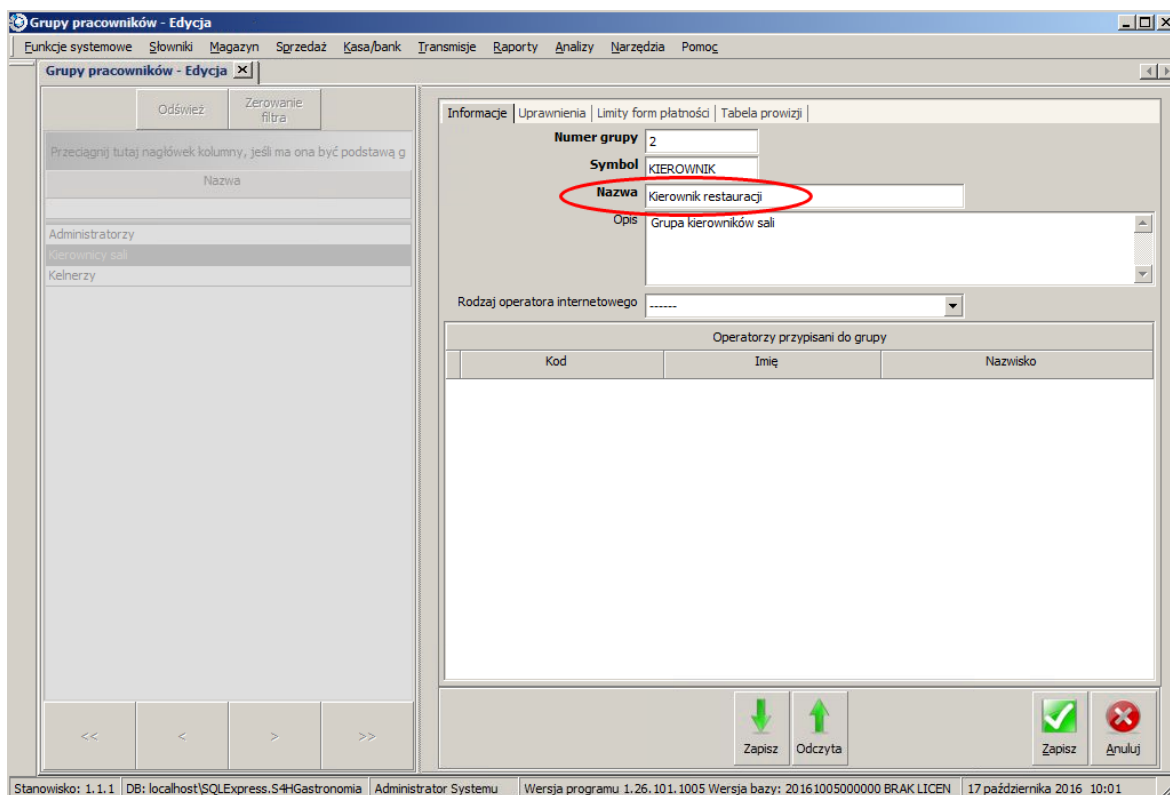 Grupy pracowników - Edycja
Funkcje systemowe Słowniki Magazyn Sprzedaż Kasa/bank Transmisje Raporty Analizy Narzędzia Pomoc
Grupy pracowników - Edycja
Odśwież
Zerowanie
filtra
Przeciągnij tutaj nagłówek kolumny, jeśli ma ona być podstawą g
Nazwa
Administratorzy
Kierownicy sali
Kelnerzy
<< < > >>
Informacje Uprawnienia Limity form płatności Tabela prowizji
Numer grupy 2
Symbol KIEROWNIK
Nazwa Kierownik restauracji
Opis Grupa kierowników sali
Rodzaj operatora internetowego ------
Operatorzy przypisani do grupy
Kod Imię Nazwisko
Zapisz Odczyta Zapisz Anuluj
Stanowisko: 1.1.1 DB: localhost\SQLExpress.S4HGastronomia Administrator Systemu Wersja programu 1.26.101.1005 Wersja bazy: 20161005000000 BRAK LICEN 17 października 2016 10:01